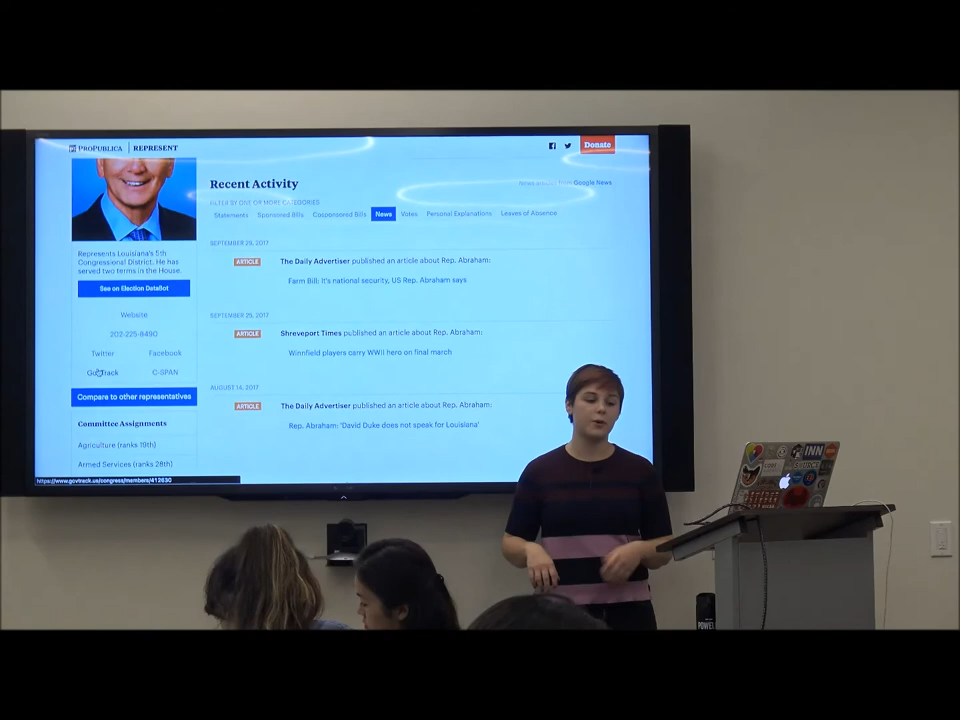 PROPUBLICA | REPRESENT
Donate
Recent Activity
News Articles from Google News
FILTER BY ONE OR MORE CATEGORIES
Statements Sponsored Bills Cosponsored Bills News Votes Personal Explanations Leaves of Absence
SEPTEMBER 29, 2017
ARTICLE The Daily Advertiser published an article about Rep. Abraham:
Farm Bill: It's national security, US Rep. Abraham says
SEPTEMBER 25, 2017
ARTICLE Shreveport Times published an article about Rep. Abraham:
Winnfield players carry WWII hero on final march
AUGUST 14, 2017
ARTICLE The Daily Advertiser published an article about Rep. Abraham:
Rep. Abraham: 'David Duke does not speak for Louisiana'
Represents Louisiana's 5th
Congressional District. He has
served two terms in the House.
See on Election DataBot
Website
202-225-8490
Twitter Facebook
GovTrack C-SPAN
Compare to other representatives
Committee Assignments
Agriculture (ranks 19th)
Armed Services (ranks 28th)
https://www.govtrack.us/congress/members/412630
INN
POWER